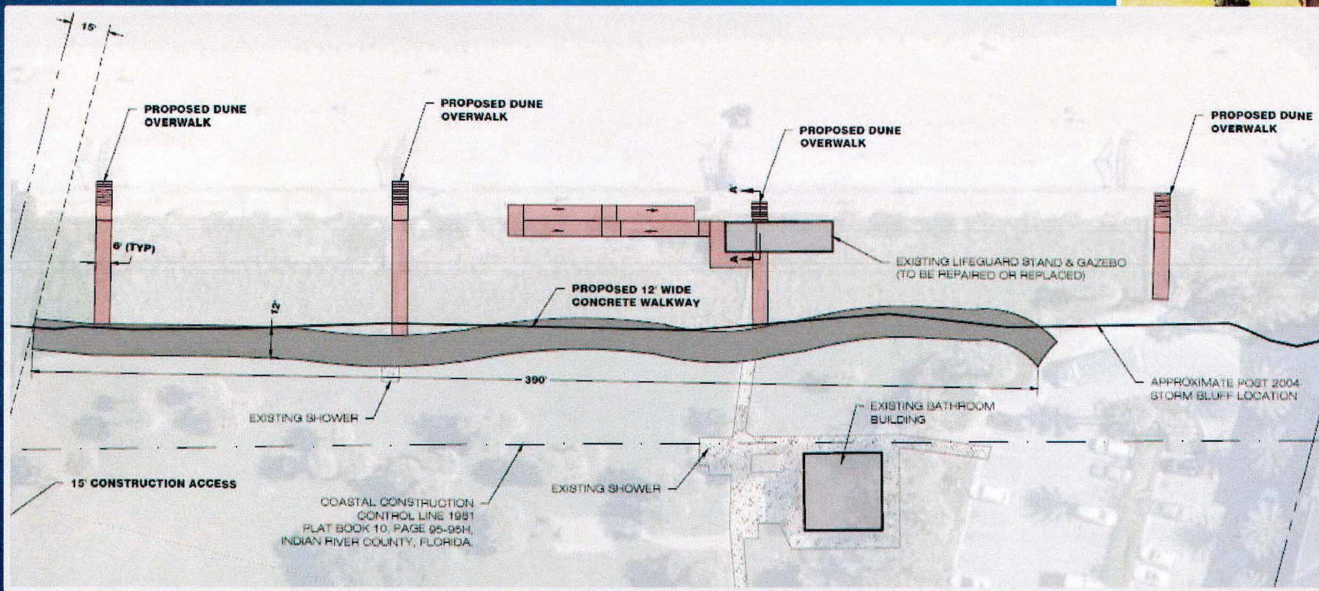 15'
PROPOSED DUNE
OVERWALK
PROPOSED DUNE
OVERWALK
PROPOSED DUNE
OVERWALK
PROPOSED DUNE
OVERWALK
A'
6' (TYP)
A'
EXISTING LIFEGUARD STAND & GAZEBO
(TO BE REPAIRED OR REPLACED)
PROPOSED 12' WIDE
CONCRETE WALKWAY
12'
390'
APPROXIMATE POST 2004
STORM BLUFF LOCATION
EXISTING SHOWER
EXISTING BATHROOM
BUILDING
15' CONSTRUCTION ACCESS
EXISTING SHOWER
COASTAL CONSTRUCTION
CONTROL LINE 1981
PLAT BOOK 10, PAGE 95-95H,
INDIAN RIVER COUNTY, FLORIDA.